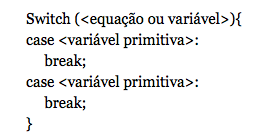 Switch (<equação ou variável>){
case <variável primitiva>:
break;
case <variável primitiva>:
break;
}